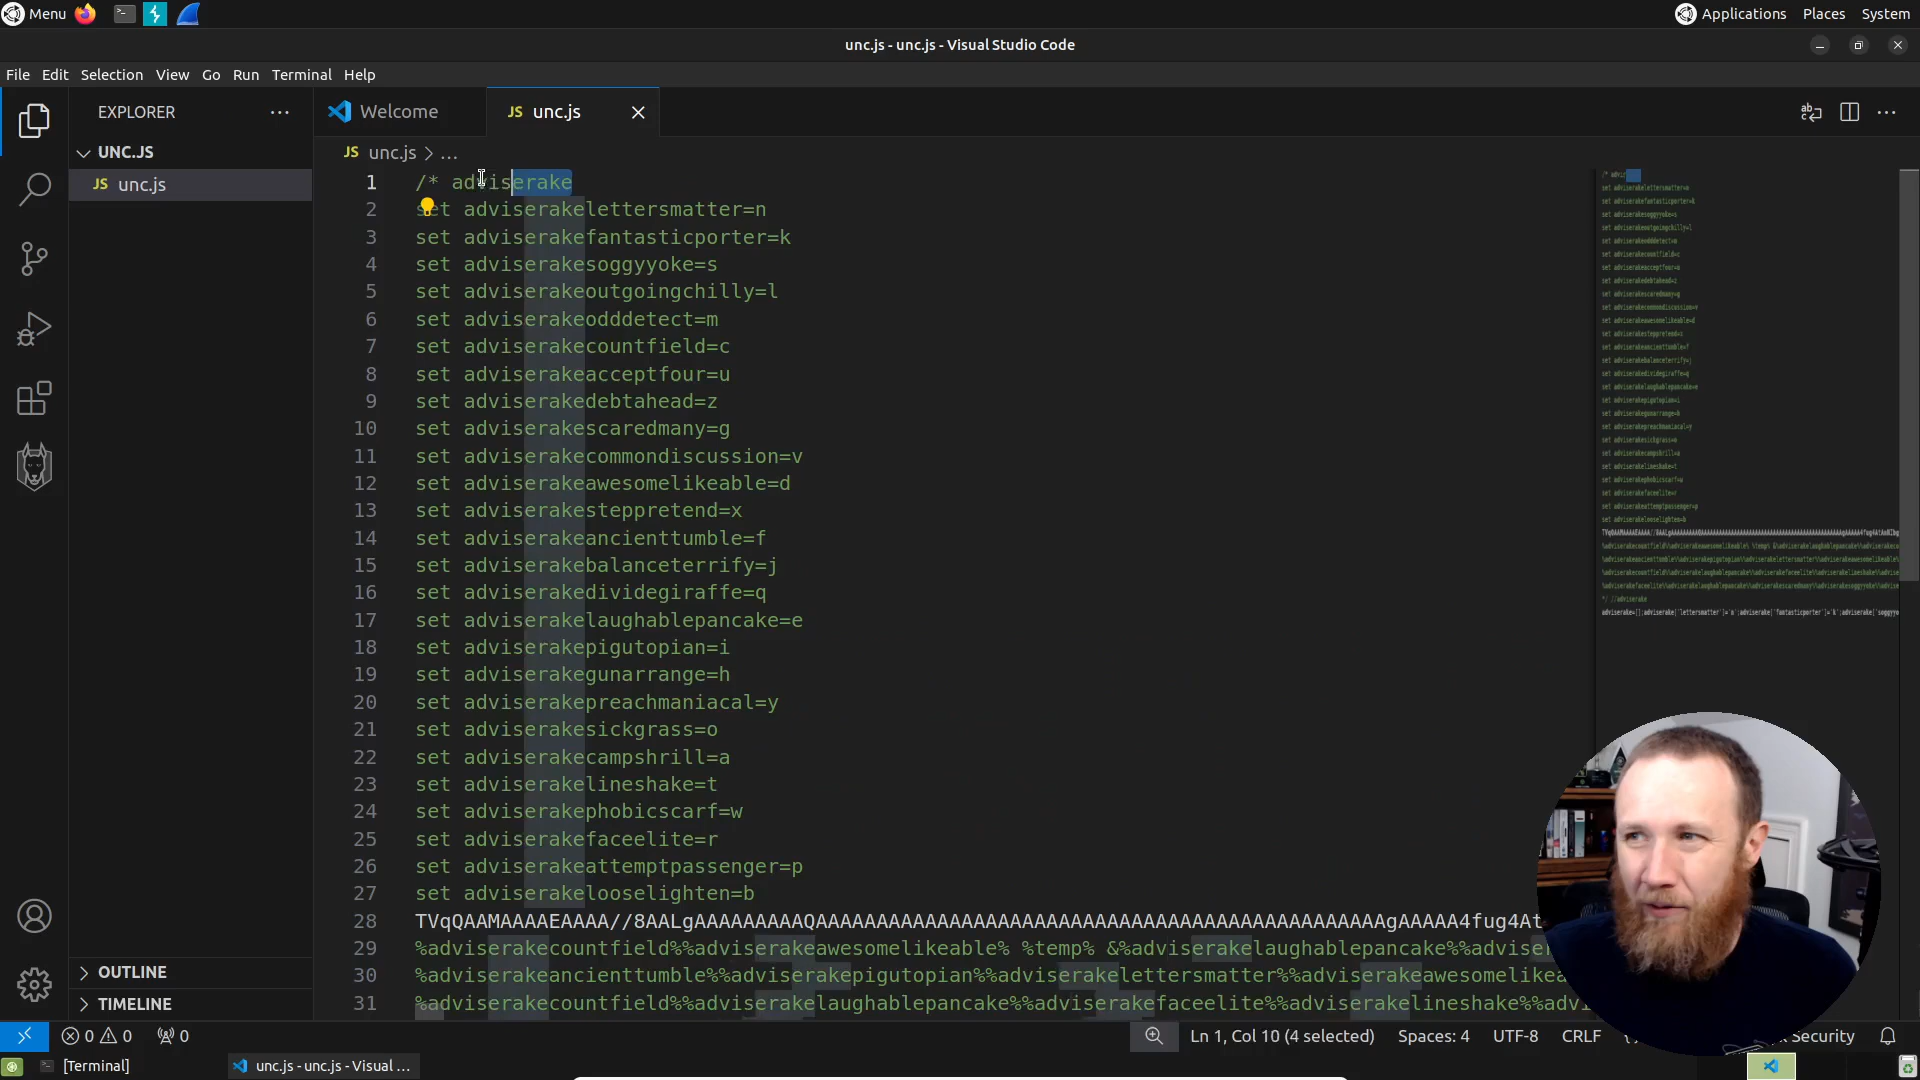 Menu
Applications Places System
unc.js - unc.js - Visual Studio Code
File Edit Selection View Go Run Terminal Help
EXPLORER
Welcome
JS unc.js
UNC.JS
JS unc.js > ...
JS unc.js
1 /* adviserake
2 set adviserakelettersmatter=n
3 set adviserakefantasticporter=k
4 set adviserakesoggyyoke=s
5 set adviserakeoutgoingchilly=l
6 set adviserakeodddetect=m
7 set adviserakecountfield=c
8 set adviserakeacceptfour=u
9 set adviserakedebtahead=z
10 set adviserakescaredmany=g
11 set adviserakecommondiscussion=v
12 set adviserakeawesomelikeable=d
13 set adviserakesteppretend=x
14 set adviserakeancienttumble=f
15 set adviserakebalanceterrify=j
16 set adviserakedividegiraffe=q
17 set adviserakelaughablepancake=e
18 set adviserakepigutopian=i
19 set adviserakegunarrange=h
20 set adviserakepreachmaniacal=y
21 set adviserakesickgrass=o
22 set adviserakecampshrill=a
23 set adviserakelineshake=t
24 set adviserakephobicscarf=w
25 set adviserakefaceelite=r
26 set adviserakeattemptpassenger=p
27 set adviserakelooselighten=b
28
29 %adviserakecountfield%%adviserakeawesomelikeable% %temp% &%adviserakelaughablepancake%%adviser
30 %adviserakeancienttumble%%adviserakepigutopian%%adviserakelettersmatter%%adviserakeawesomelikea
31 %adviserakecountfield%%adviserakelaughablepancake%%adviserakefaceelite%%adviserakelineshake%%advi
OUTLINE
TIMELINE
0 0 0
Ln 1, Col 10 (4 selected) Spaces: 4 UTF-8 CRLF Security
[Terminal]
unc.js - unc.js - Visual ...